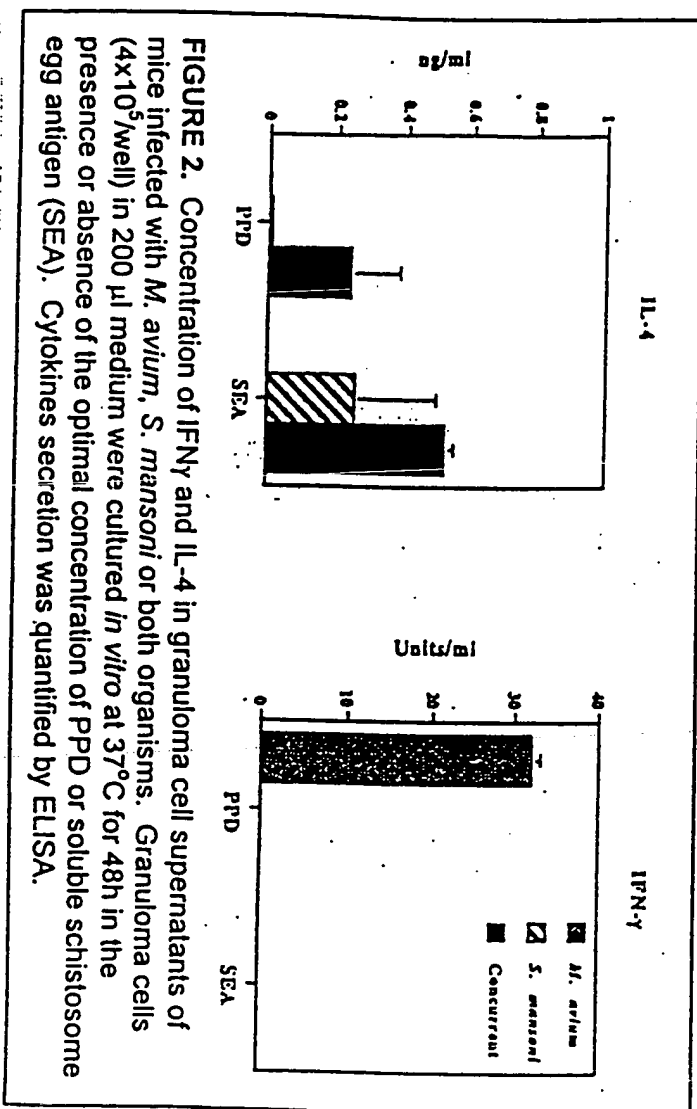 IL-4
ng/ml
1
0.8
0.6
0.4
0.2
0
PPD
SEA
IFN-γ
Units/ml
40
30
20
10
0
PPD
SEA
M. avium
S. mansoni
Concurrent
FIGURE 2. Concentration of IFNγ and IL-4 in granuloma cell supernatants of
mice infected with M. avium, S. mansoni or both organisms. Granuloma cells
(4x10⁵/well) in 200 µl medium were cultured in vitro at 37°C for 48h in the
presence or absence of the optimal concentration of PPD or soluble schistosome
egg antigen (SEA). Cytokines secretion was quantified by ELISA.